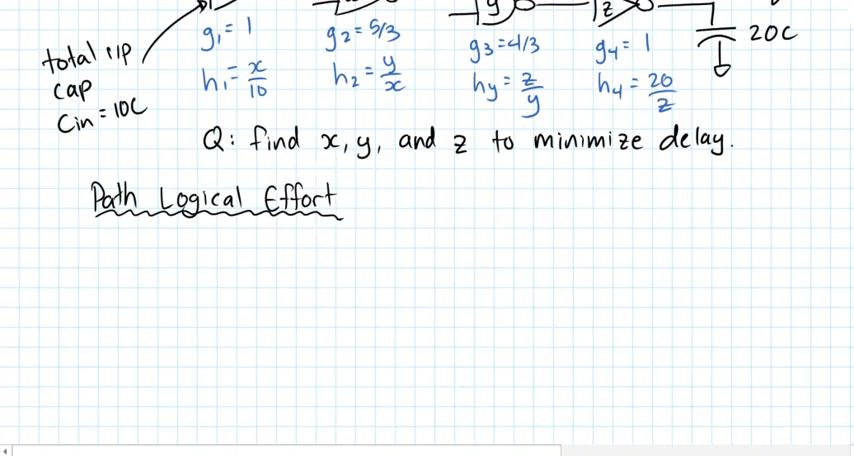 y
z
20C
total i/p
cap
Cin = 10C
g₁ = 1
h₁ = x/10
g₂ = 5/3
h₂ = y/x
g₃ = 4/3
hy = z/y
g₄ = 1
h₄ = 20/z
Q: find x, y, and z to minimize delay.
Path Logical Effort